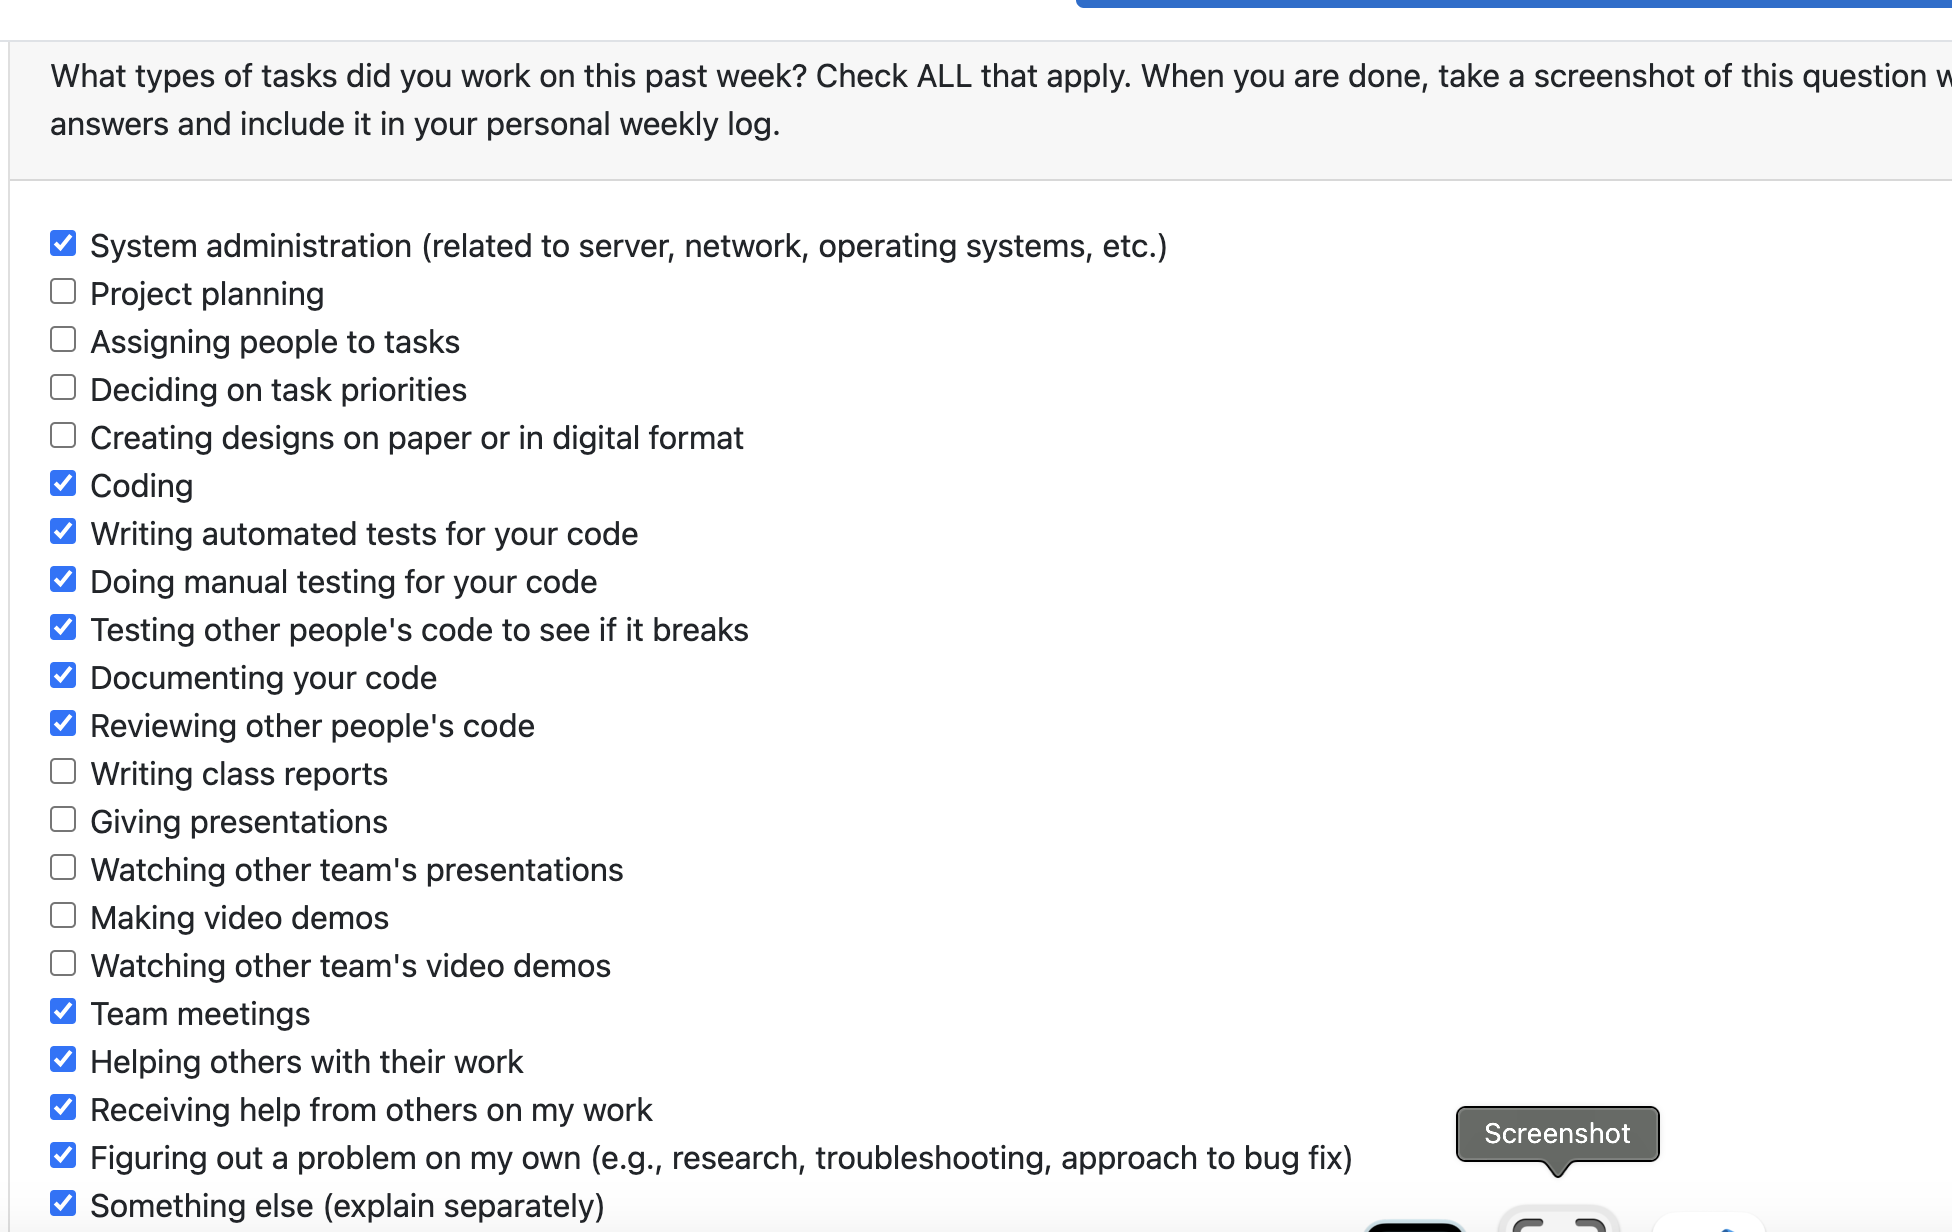 What types of tasks did you work on this past week? Check ALL that apply. When you are done, take a screenshot of this question
answers and include it in your personal weekly log.
System administration (related to server, network, operating systems, etc.)
Project planning
Assigning people to tasks
Deciding on task priorities
Creating designs on paper or in digital format
Coding
Writing automated tests for your code
Doing manual testing for your code
Testing other people's code to see if it breaks
Documenting your code
Reviewing other people's code
Writing class reports
Giving presentations
Watching other team's presentations
Making video demos
Watching other team's video demos
Team meetings
Helping others with their work
Receiving help from others on my work
Figuring out a problem on my own (e.g., research, troubleshooting, approach to bug fix)
Something else (explain separately)
Screenshot